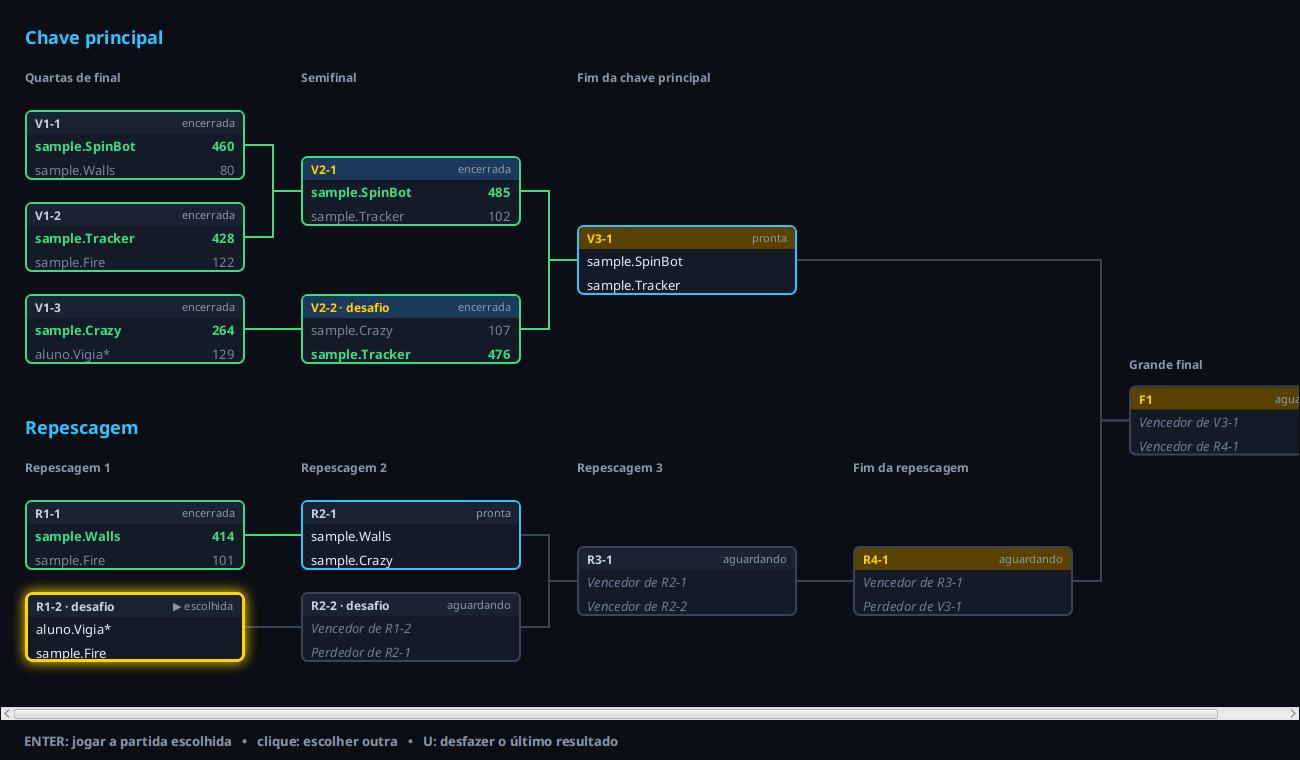 Chave principal
Quartas de final
Semifinal
Fim da chave principal
V1-1 encerrada
sample.SpinBot 460
sample.Walls 80
V1-2 encerrada
sample.Tracker 428
sample.Fire 122
V1-3 encerrada
sample.Crazy 264
aluno.Vigia* 129
V2-1 encerrada
sample.SpinBot 485
sample.Tracker 102
V2-2 · desafio encerrada
sample.Crazy 107
sample.Tracker 476
V3-1 pronta
sample.SpinBot
sample.Tracker
Grande final
F1
Vencedor de V3-1
Vencedor de R4-1
Repescagem
Repescagem 1
Repescagem 2
Repescagem 3
Fim da repescagem
R1-1 encerrada
sample.Walls 414
sample.Fire 101
R1-2 · desafio ▶ escolhida
aluno.Vigia*
sample.Fire
R2-1 pronta
sample.Walls
sample.Crazy
R2-2 · desafio aguardando
Vencedor de R1-2
Perdedor de R2-1
R3-1 aguardando
Vencedor de R2-1
Vencedor de R2-2
R4-1 aguardando
Vencedor de R3-1
Perdedor de V3-1
ENTER: jogar a partida escolhida • clique: escolher outra • U: desfazer o último resultado